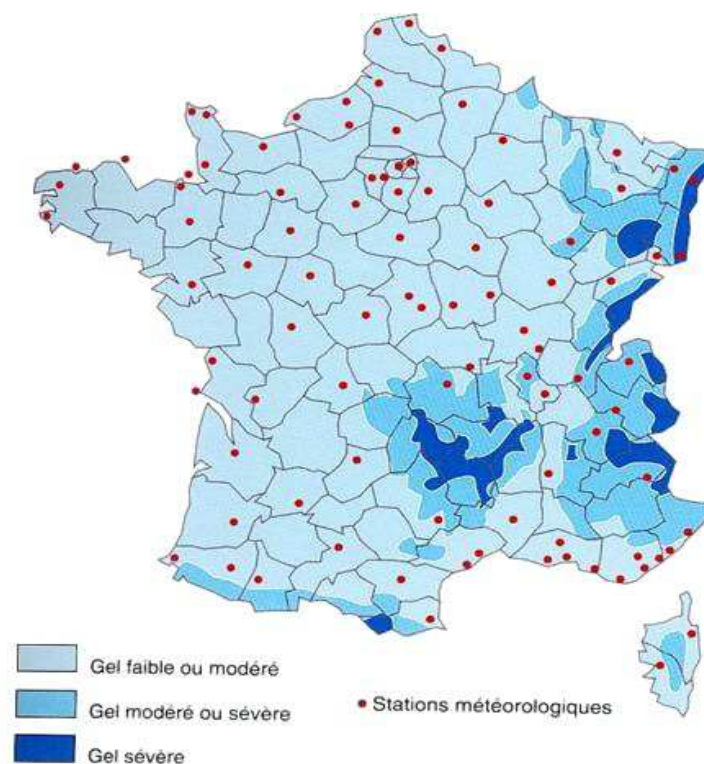 Gel faible ou modéré
Gel modéré ou sévère
Gel sévère
Stations météorologiques